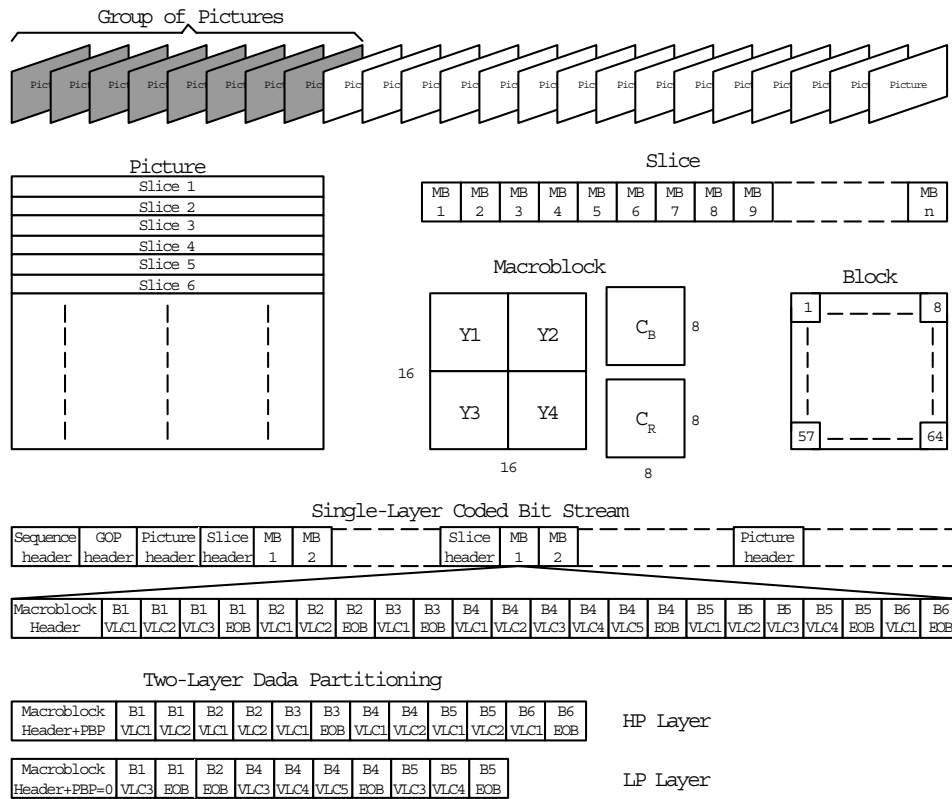 Group of Pictures
Pic Pic Pic Pic Pic Pic Pic Pic Pic Pic Pic Pic Pic Pic Pic Pic Pic Pic Pic Pic Pic Pic Picture
Picture
Slice 1
Slice 2
Slice 3
Slice 4
Slice 5
Slice 6
Slice
MB MB MB MB MB MB MB MB MB MB
1 2 3 4 5 6 7 8 9 n
Macroblock
Y1 Y2
Y3 Y4
16
16
CB
8
CR
8
8
Block
1 8
57 64
Single-Layer Coded Bit Stream
Sequence GOP Picture Slice MB MB Slice MB MB Picture
header header header header 1 2 header 1 2 header
Macroblock B1 B1 B1 B1 B2 B2 B2 B3 B3 B4 B4 B4 B4 B4 B4 B5 B5 B5 B5 B5 B6 B6
Header VLC1 VLC2 VLC3 EOB VLC1 VLC2 EOB VLC1 EOB VLC1 VLC2 VLC3 VLC4 VLC5 EOB VLC1 VLC2 VLC3 VLC4 EOB VLC1 EOB
Two-Layer Dada Partitioning
Macroblock B1 B1 B2 B2 B3 B3 B4 B4 B5 B5 B6 B6
Header+PBP VLC1 VLC2 VLC1 VLC2 VLC1 EOB VLC1 VLC2 VLC1 VLC2 VLC1 EOB
HP Layer
Macroblock B1 B1 B2 B4 B4 B4 B4 B5 B5 B5
Header+PBP=0 VLC3 EOB EOB VLC3 VLC4 VLC5 EOB VLC3 VLC4 EOB
LP Layer